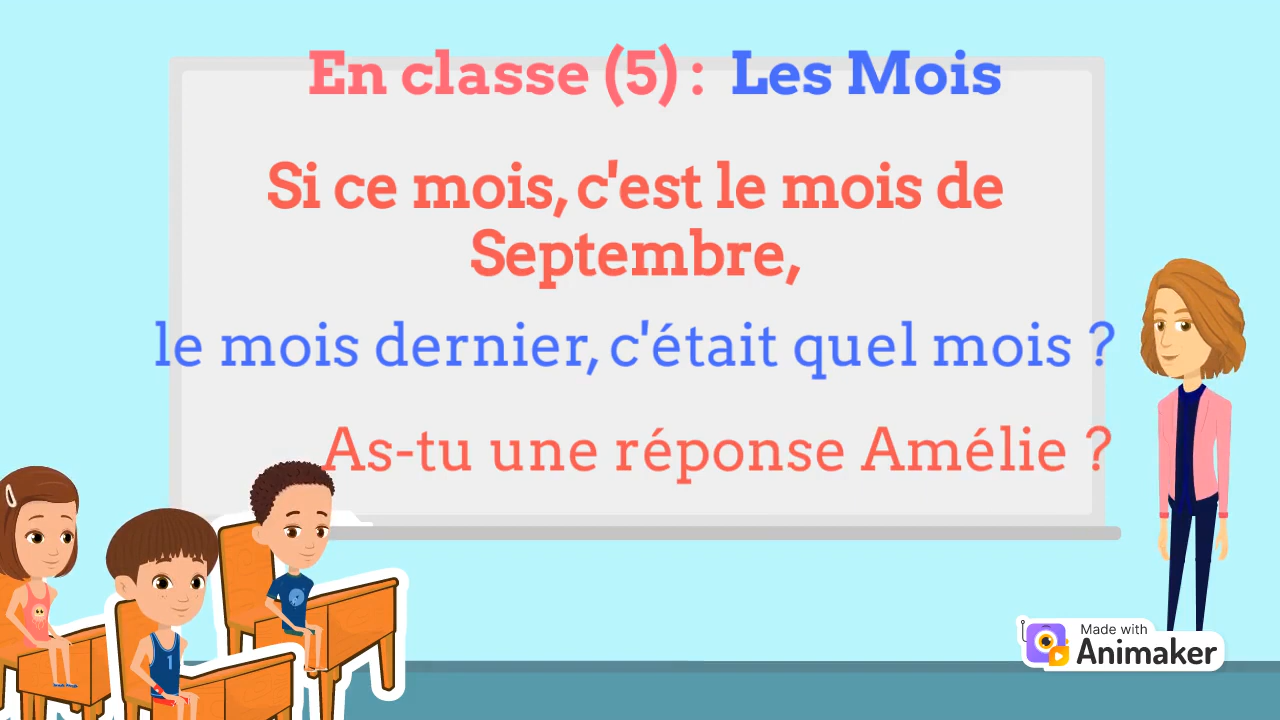 En classe (5) : Les Mois
Si ce mois, c'est le mois de
Septembre,
le mois dernier, c'était quel mois ?
As-tu une réponse Amélie ?
1
Made with
Animaker